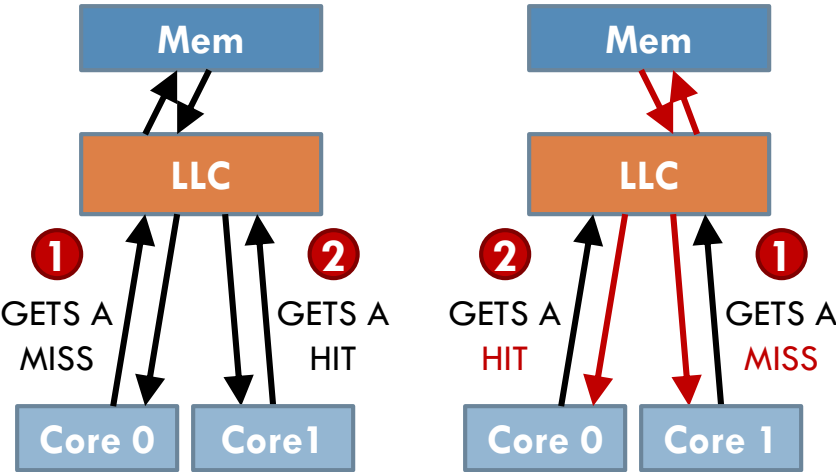 Mem
LLC
1
GETS A
MISS
2
GETS A
HIT
Core 0
Core1
Mem
LLC
2
GETS A
HIT
1
GETS A
MISS
Core 0
Core 1